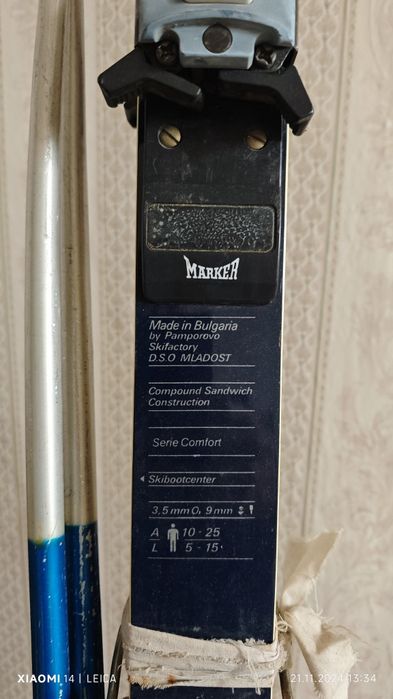 MARKER
Made in Bulgaria
by Pamporovo
Skifactory
D.S.O MLADOST
Compound Sandwich
Construction
Serie Comfort
Skibootcenter
3,5 mm O, 9 mm
A 10 - 25
L 5 - 15
XIAOMI 14 | LEICA
21.11.2024 13:34